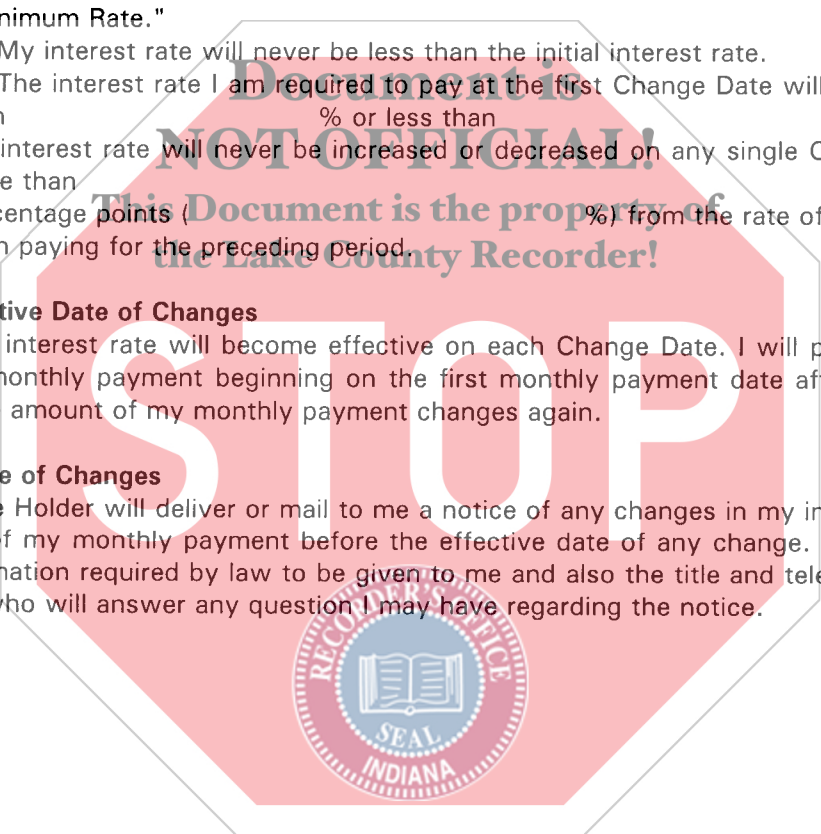 nimum Rate."
My interest rate will never be less than the initial interest rate.
The interest rate I am required to pay at the first Change Date will
% or less than
interest rate will never be increased or decreased on any single C
e than
centage points ( %) from the rate of
n paying for the preceding period.
tive Date of Changes
interest rate will become effective on each Change Date. I will p
nonthly payment beginning on the first monthly payment date af
amount of my monthly payment changes again.
e of Changes
Holder will deliver or mail to me a notice of any changes in my in
f my monthly payment before the effective date of any change.
nation required by law to be given to me and also the title and tele
who will answer any question I may have regarding the notice.
Document is
NOT OFFICIAL!
This Document is the property of
the Lake County Recorder!
STOP
RECORDER'S OFFICE
SEAL
INDIANA